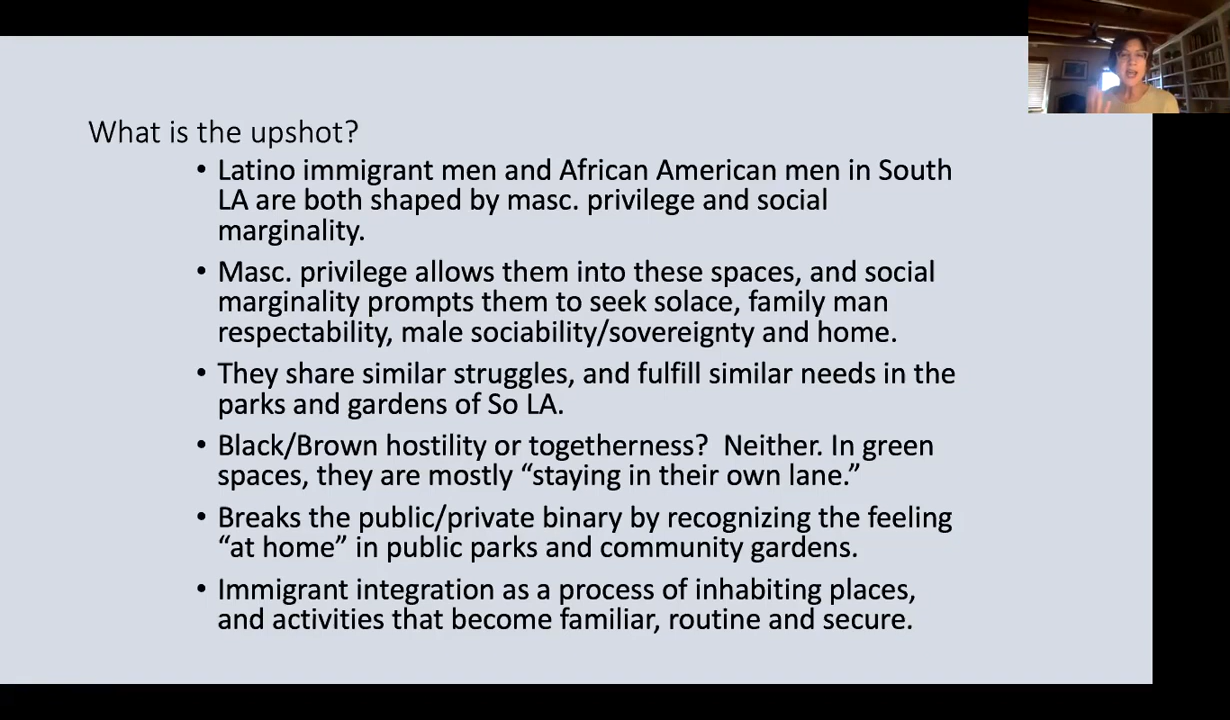 What is the upshot?
• Latino immigrant men and African American men in South
LA are both shaped by masc. privilege and social
marginality.
• Masc. privilege allows them into these spaces, and social
marginality prompts them to seek solace, family man
respectability, male sociability/sovereignty and home.
• They share similar struggles, and fulfill similar needs in the
parks and gardens of So LA.
• Black/Brown hostility or togetherness?  Neither. In green
spaces, they are mostly “staying in their own lane.”
• Breaks the public/private binary by recognizing the feeling
“at home” in public parks and community gardens.
• Immigrant integration as a process of inhabiting places,
and activities that become familiar, routine and secure.